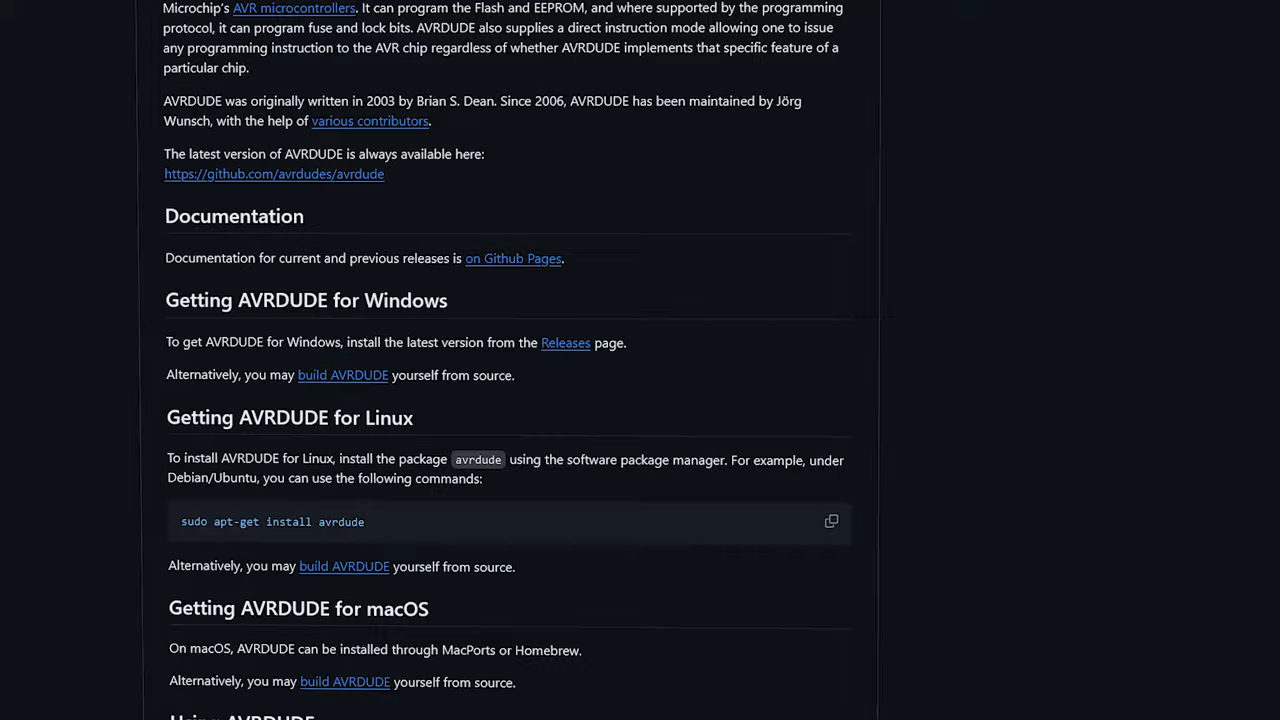 Microchip's AVR microcontrollers. It can program the Flash and EEPROM, and where supported by the programming
protocol, it can program fuse and lock bits. AVRDUDE also supplies a direct instruction mode allowing one to issue
any programming instruction to the AVR chip regardless of whether AVRDUDE implements that specific feature of a
particular chip.
AVRDUDE was originally written in 2003 by Brian S. Dean. Since 2006, AVRDUDE has been maintained by Jörg
Wunsch, with the help of various contributors.
The latest version of AVRDUDE is always available here:
https://github.com/avrdudes/avrdude
Documentation
Documentation for current and previous releases is on Github Pages.
Getting AVRDUDE for Windows
To get AVRDUDE for Windows, install the latest version from the Releases page.
Alternatively, you may build AVRDUDE yourself from source.
Getting AVRDUDE for Linux
To install AVRDUDE for Linux, install the package avrdude using the software package manager. For example, under
Debian/Ubuntu, you can use the following commands:
sudo apt-get install avrdude
Alternatively, you may build AVRDUDE yourself from source.
Getting AVRDUDE for macOS
On macOS, AVRDUDE can be installed through MacPorts or Homebrew.
Alternatively, you may build AVRDUDE yourself from source.
Using AVRDUDE